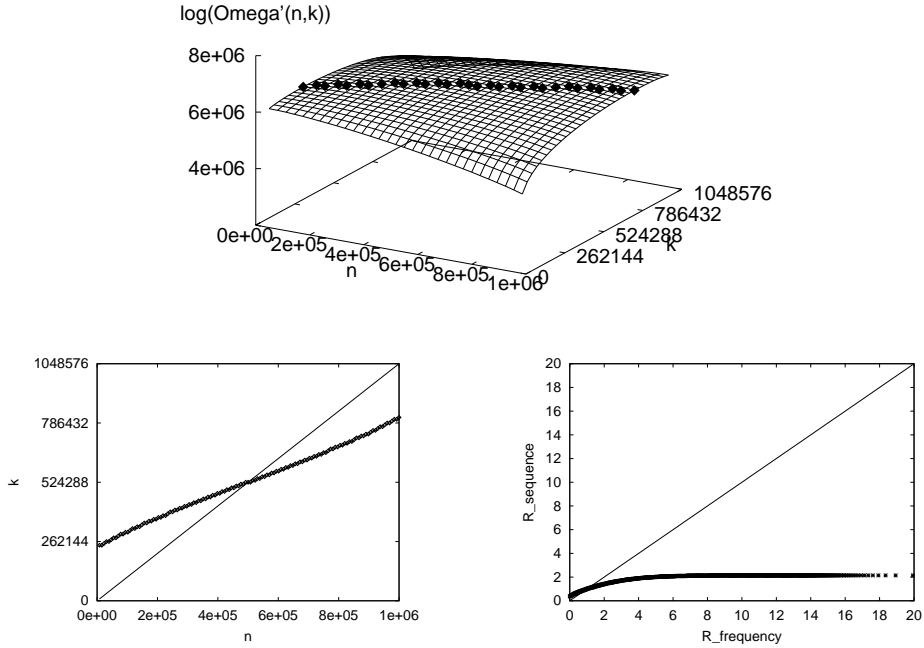 log(Omega'(n,k))
8e+06
6e+06
4e+06
0e+00
2e+05
4e+05
6e+05
8e+05
1e+06
n
0
262144
524288
786432
1048576
k
1048576
786432
524288
262144
0
k
0e+00 2e+05 4e+05 6e+05 8e+05 1e+06
n
20
18
16
14
12
10
8
6
4
2
0
R_sequence
0 2 4 6 8 10 12 14 16 18 20
R_frequency